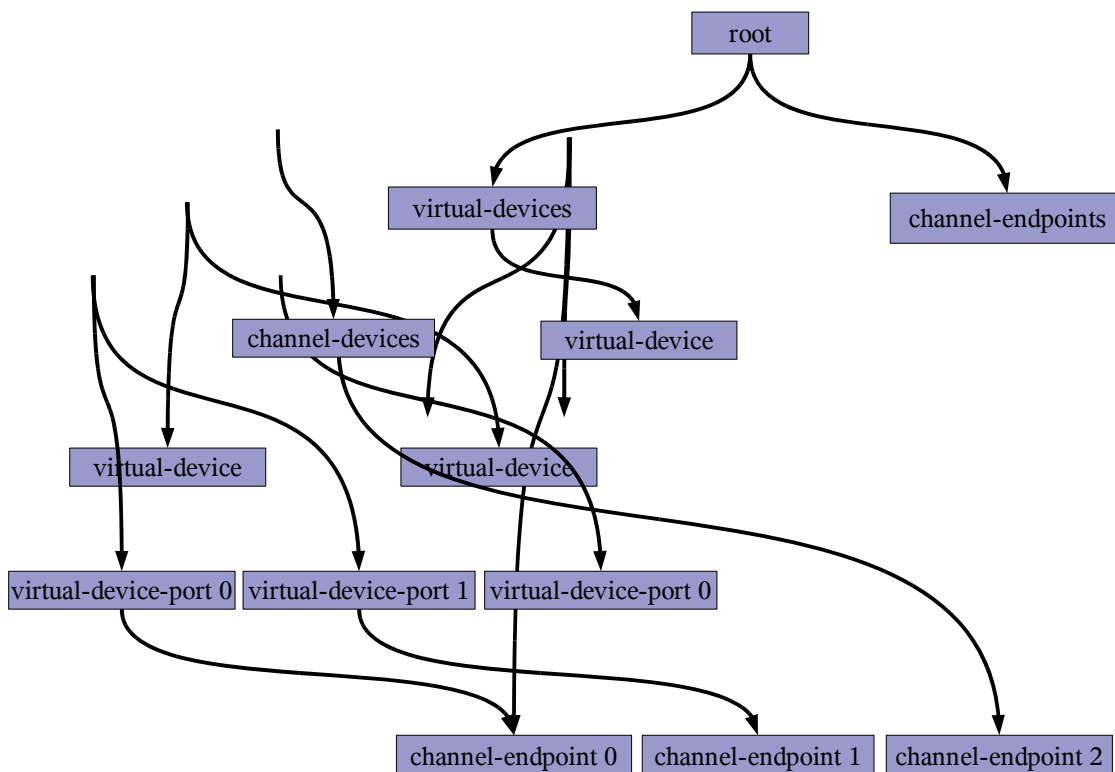 root
virtual-devices
channel-endpoints
channel-devices
virtual-device
virtual-device
virtual-device
virtual-device-port 0
virtual-device-port 1
virtual-device-port 0
channel-endpoint 0
channel-endpoint 1
channel-endpoint 2